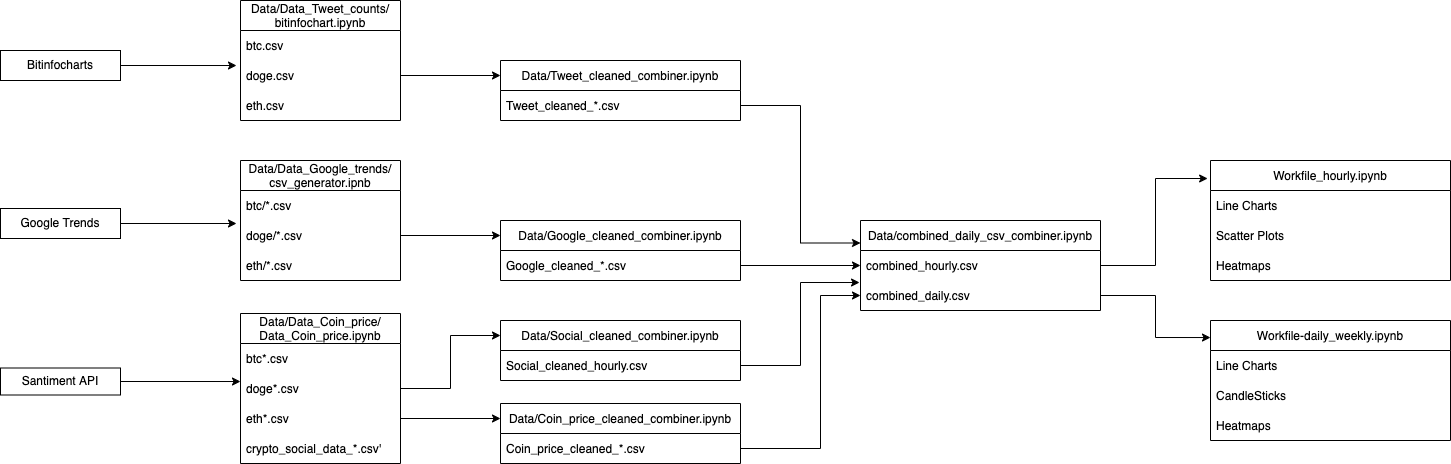 Bitinfocharts
Data/Data_Tweet_counts/
bitinfochart.ipynb
btc.csv
doge.csv
eth.csv
Data/Tweet_cleaned_combiner.ipynb
Tweet_cleaned_*.csv
Google Trends
Data/Data_Google_trends/
csv_generator.ipnb
btc/*.csv
doge/*.csv
eth/*.csv
Data/Google_cleaned_combiner.ipynb
Google_cleaned_*.csv
Santiment API
Data/Data_Coin_price/
Data_Coin_price.ipynb
btc*.csv
doge*.csv
eth*.csv
crypto_social_data_*.csv'
Data/Social_cleaned_combiner.ipynb
Social_cleaned_hourly.csv
Data/Coin_price_cleaned_combiner.ipynb
Coin_price_cleaned_*.csv
Data/combined_daily_csv_combiner.ipynb
combined_hourly.csv
combined_daily.csv
Workfile_hourly.ipynb
Line Charts
Scatter Plots
Heatmaps
Workfile-daily_weekly.ipynb
Line Charts
CandleSticks
Heatmaps